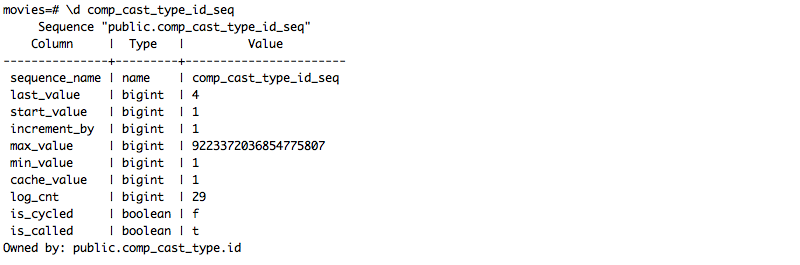 movies=# \d comp_cast_type_id_seq
     Sequence "public.comp_cast_type_id_seq"
    Column     |  Type   |         Value
---------------+---------+-----------------------
 sequence_name | name    | comp_cast_type_id_seq
 last_value    | bigint  | 4
 start_value   | bigint  | 1
 increment_by  | bigint  | 1
 max_value     | bigint  | 9223372036854775807
 min_value     | bigint  | 1
 cache_value   | bigint  | 1
 log_cnt       | bigint  | 29
 is_cycled     | boolean | f
 is_called     | boolean | t
Owned by: public.comp_cast_type.id